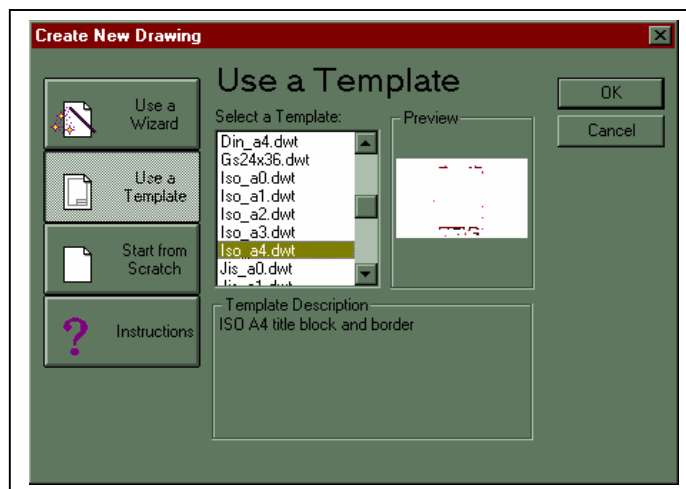 Create New Drawing
Use a
Wizard
Use a
Template
Start from
Scratch
Instructions
Use a Template
Select a Template:
Din_a4.dwt
Gs24x36.dwt
Iso_a0.dwt
Iso_a1.dwt
Iso_a2.dwt
Iso_a3.dwt
Iso_a4.dwt
Jis_a0.dwt
Preview
Template Description
ISO A4 title block and border
OK
Cancel